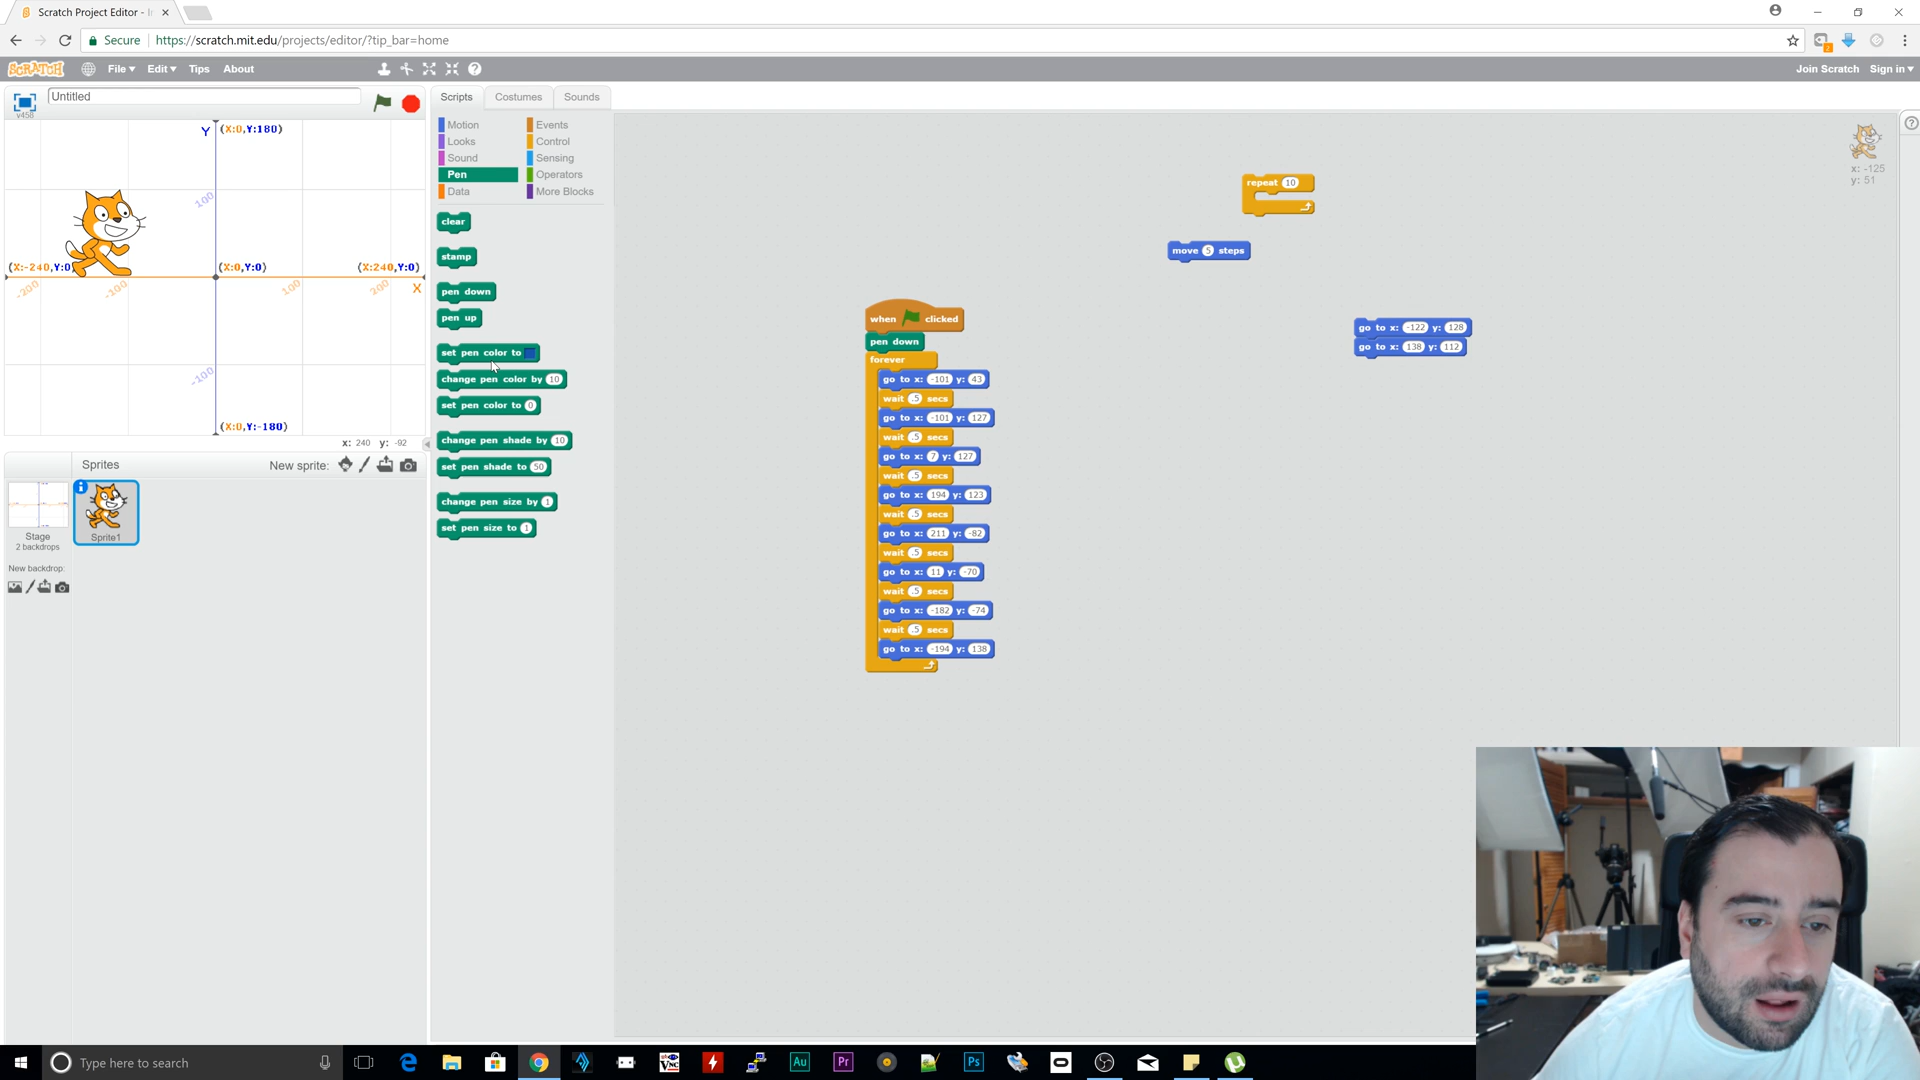 Scratch Project Editor - I
Secure | https://scratch.mit.edu/projects/editor/?tip_bar=home
SCRATCH File▼ Edit▼ Tips About Join Scratch Sign in▼
Untitled
v458
Scripts Costumes Sounds
Motion Events
Looks Control
Sound Sensing
Pen Operators
Data More Blocks
Y (X:0,Y:180)
100
(X:-240,Y:0) (X:0,Y:0) (X:240,Y:0)
-200 -100 100 200 X
-100
(X:0,Y:-180)
x: 240 y: -92
Sprites New sprite:
Stage
2 backdrops
New backdrop:
Sprite1
clear
stamp
pen down
pen up
set pen color to
change pen color by 10
set pen color to 0
change pen shade by 10
set pen shade to 50
change pen size by 1
set pen size to 1
x: -125
y: 51
repeat 10
move 5 steps
go to x: -122 y: 128
go to x: 138 y: 112
when clicked
pen down
forever
go to x: -101 y: 43
wait .5 secs
go to x: -101 y: 127
wait .5 secs
go to x: 7 y: 127
wait .5 secs
go to x: 194 y: 123
wait .5 secs
go to x: 211 y: -82
wait .5 secs
go to x: 11 y: -70
wait .5 secs
go to x: -182 y: -74
wait .5 secs
go to x: -194 y: 138
Type here to search
Au
Pr
Ps